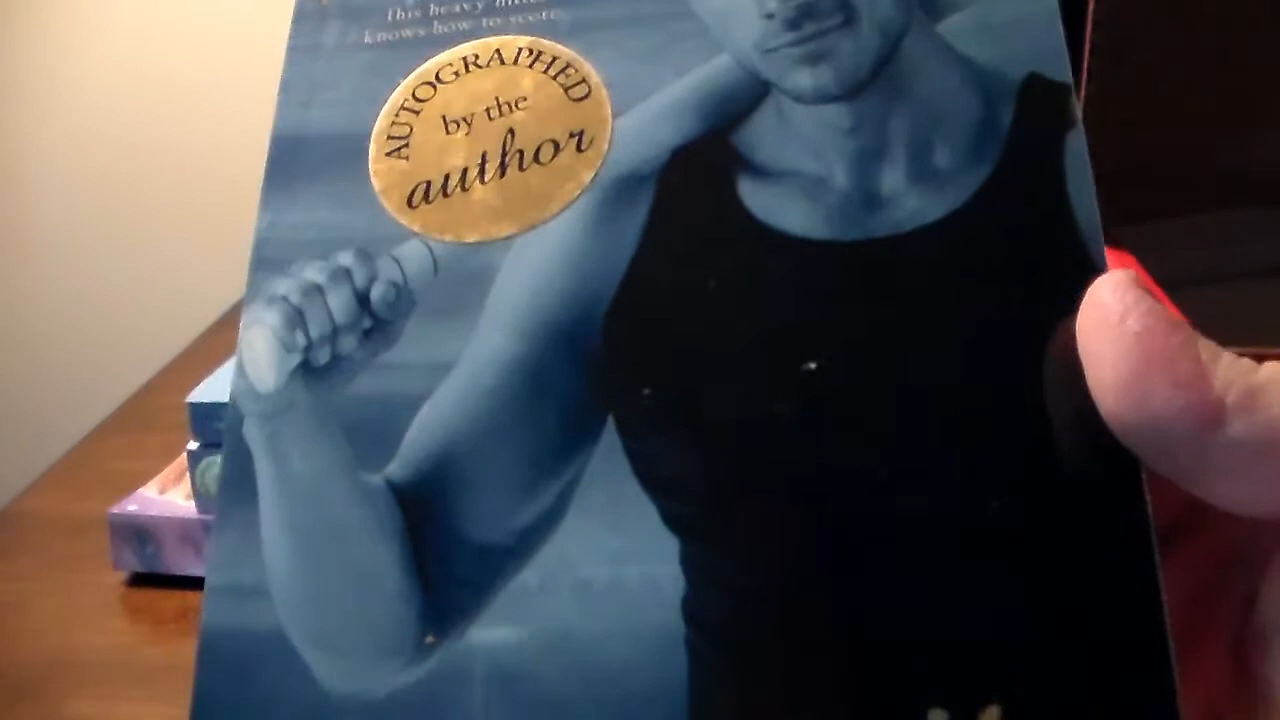 This heavy hitter
knows how to score.
AUTOGRAPHED
by the
author